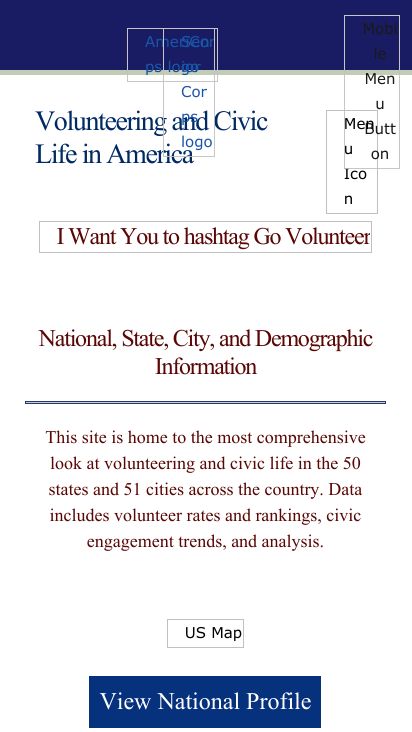 AmeriCorps logo
Senior Corps logo
Mobile Menu Button
Menu Icon
Volunteering and Civic
Life in America
I Want You to hashtag Go Volunteer
National, State, City, and Demographic
Information
This site is home to the most comprehensive
look at volunteering and civic life in the 50
states and 51 cities across the country. Data
includes volunteer rates and rankings, civic
engagement trends, and analysis.
US Map
View National Profile